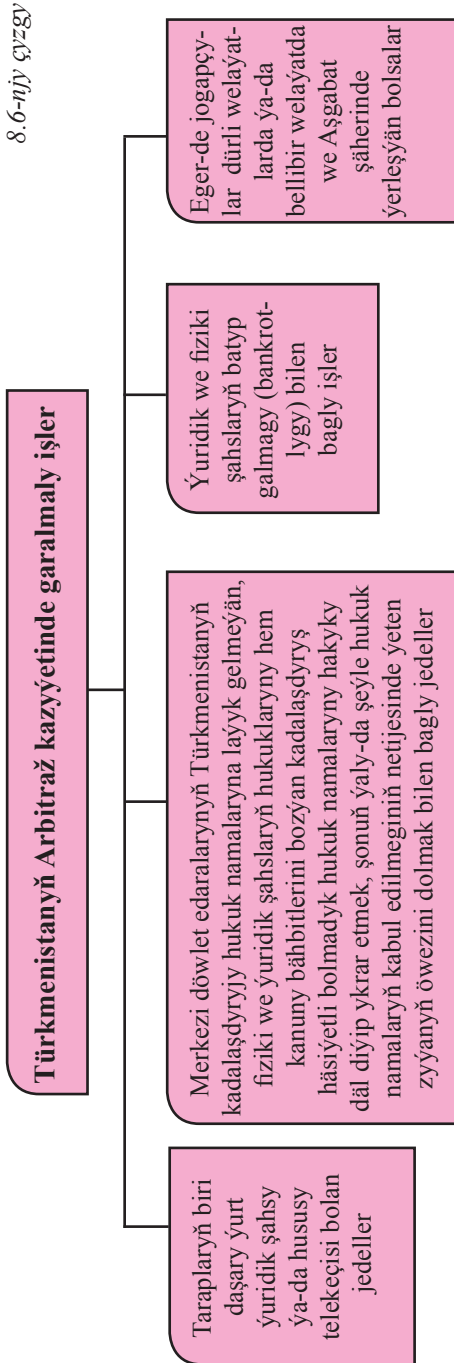 8.6-njy çyzgy
Türkmenistanyň Arbitraž kazyýetinde garalmaly işler
Taraplaryň biri
daşary ýurt
ýuridik şahsy
ýa-da hususy
telekeçisi bolan
jedeller
Merkezi döwlet edaralarynyň Türkmenistanyň
kadalaşdyryjy hukuk namalaryna laýyk gelmeýän,
fiziki we ýuridik şahslaryň hukuklaryny hem
kanuny bähbitlerini bozýan kadalaşdyryş
häsiýetli bolmadyk hukuk namalaryny hakyky
däl diýip ykrar etmek, şonuň ýaly-da şeýle hukuk
namalaryň kabul edilmeginiň netijesinde ýeten
zyýanyň öwezini dolmak bilen bagly jedeller
Ýuridik we fiziki
şahslaryň batyp
galmagy (bankrot-
lygy) bilen
bagly işler
Eger-de jogapçy-
lar dürli welaýat-
larda ýa-da
bellibir welaýada
we Aşgabat
şäherinde
ýerleşýän bolsalar